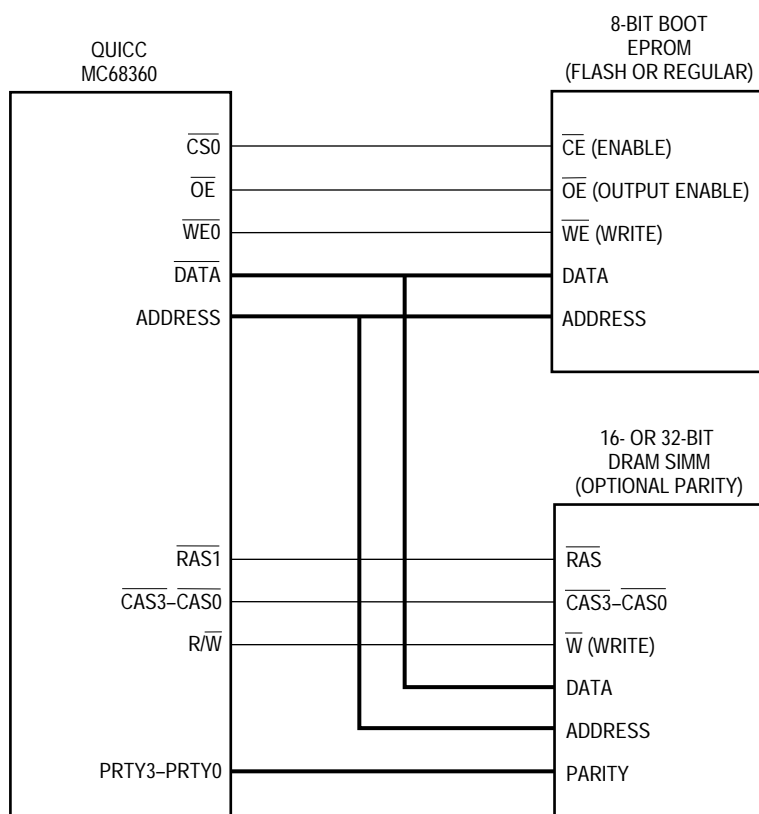 QUICC
MC68360
CS0
OE
WE0
DATA
ADDRESS
RAS1
CAS3–CAS0
R/W
PRTY3–PRTY0
8-BIT BOOT
EPROM
(FLASH OR REGULAR)
CE (ENABLE)
OE (OUTPUT ENABLE)
WE (WRITE)
DATA
ADDRESS
16- OR 32-BIT
DRAM SIMM
(OPTIONAL PARITY)
RAS
CAS3–CAS0
W (WRITE)
DATA
ADDRESS
PARITY